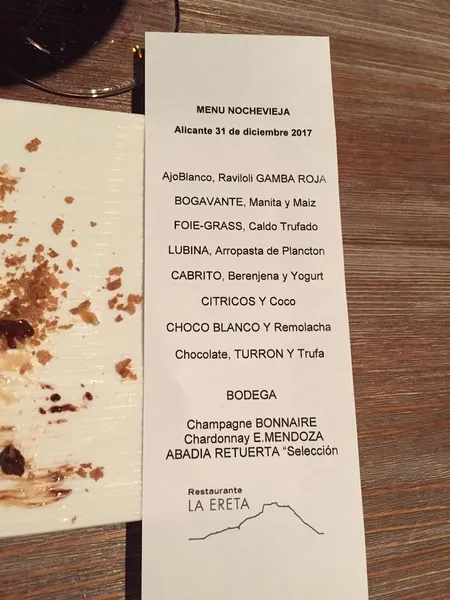 MENU NOCHEVIEJA
Alicante 31 de diciembre 2017
AjoBlanco, Raviloli GAMBA ROJA
BOGAVANTE, Manita y Maiz
FOIE-GRASS, Caldo Trufado
LUBINA, Arropasta de Plancton
CABRITO, Berenjena y Yogurt
CITRICOS Y Coco
CHOCO BLANCO Y Remolacha
Chocolate, TURRON Y Trufa
BODEGA
Champagne BONNAIRE
Chardonnay E.MENDOZA
ABADIA RETUERTA “Selección
Restaurante
LA ERETA